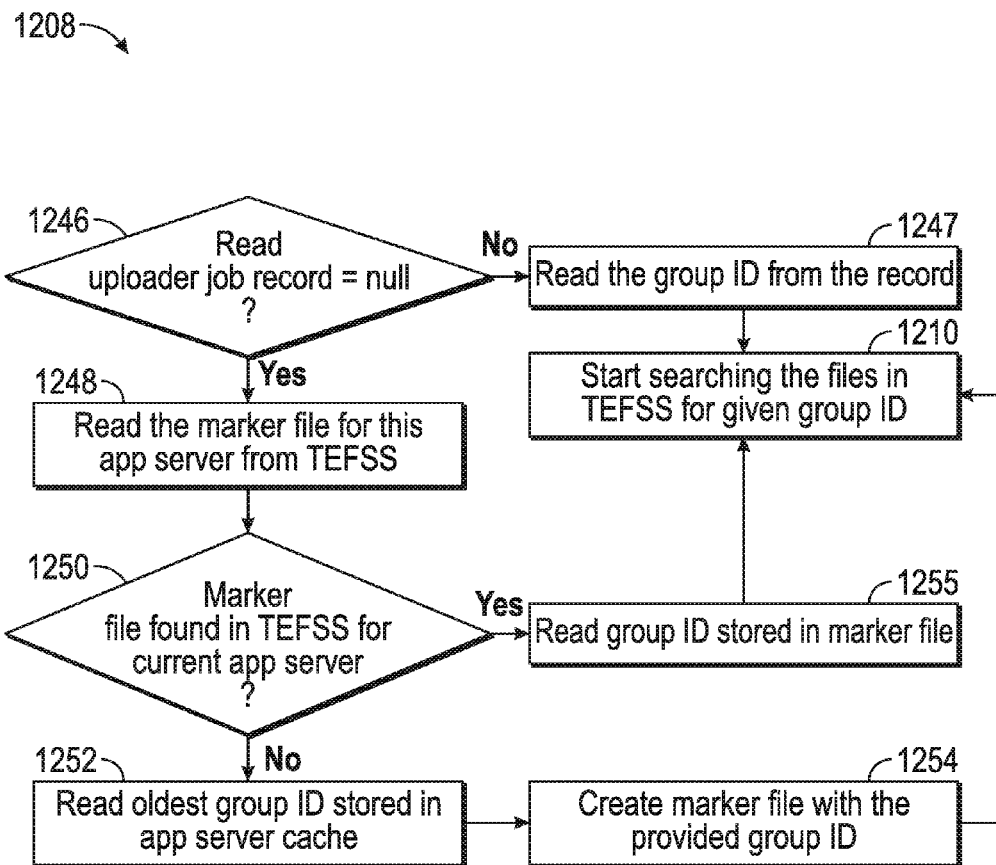 1208
1246
Read
uploader job record = null
?
No
1247
Read the group ID from the record
Yes
1248
Read the marker file for this
app server from TEFSS
1210
Start searching the files in
TEFSS for given group ID
1250
Marker
file found in TEFSS for
current app server
?
Yes
1255
Read group ID stored in marker file
No
1252
Read oldest group ID stored in
app server cache
1254
Create marker file with the
provided group ID